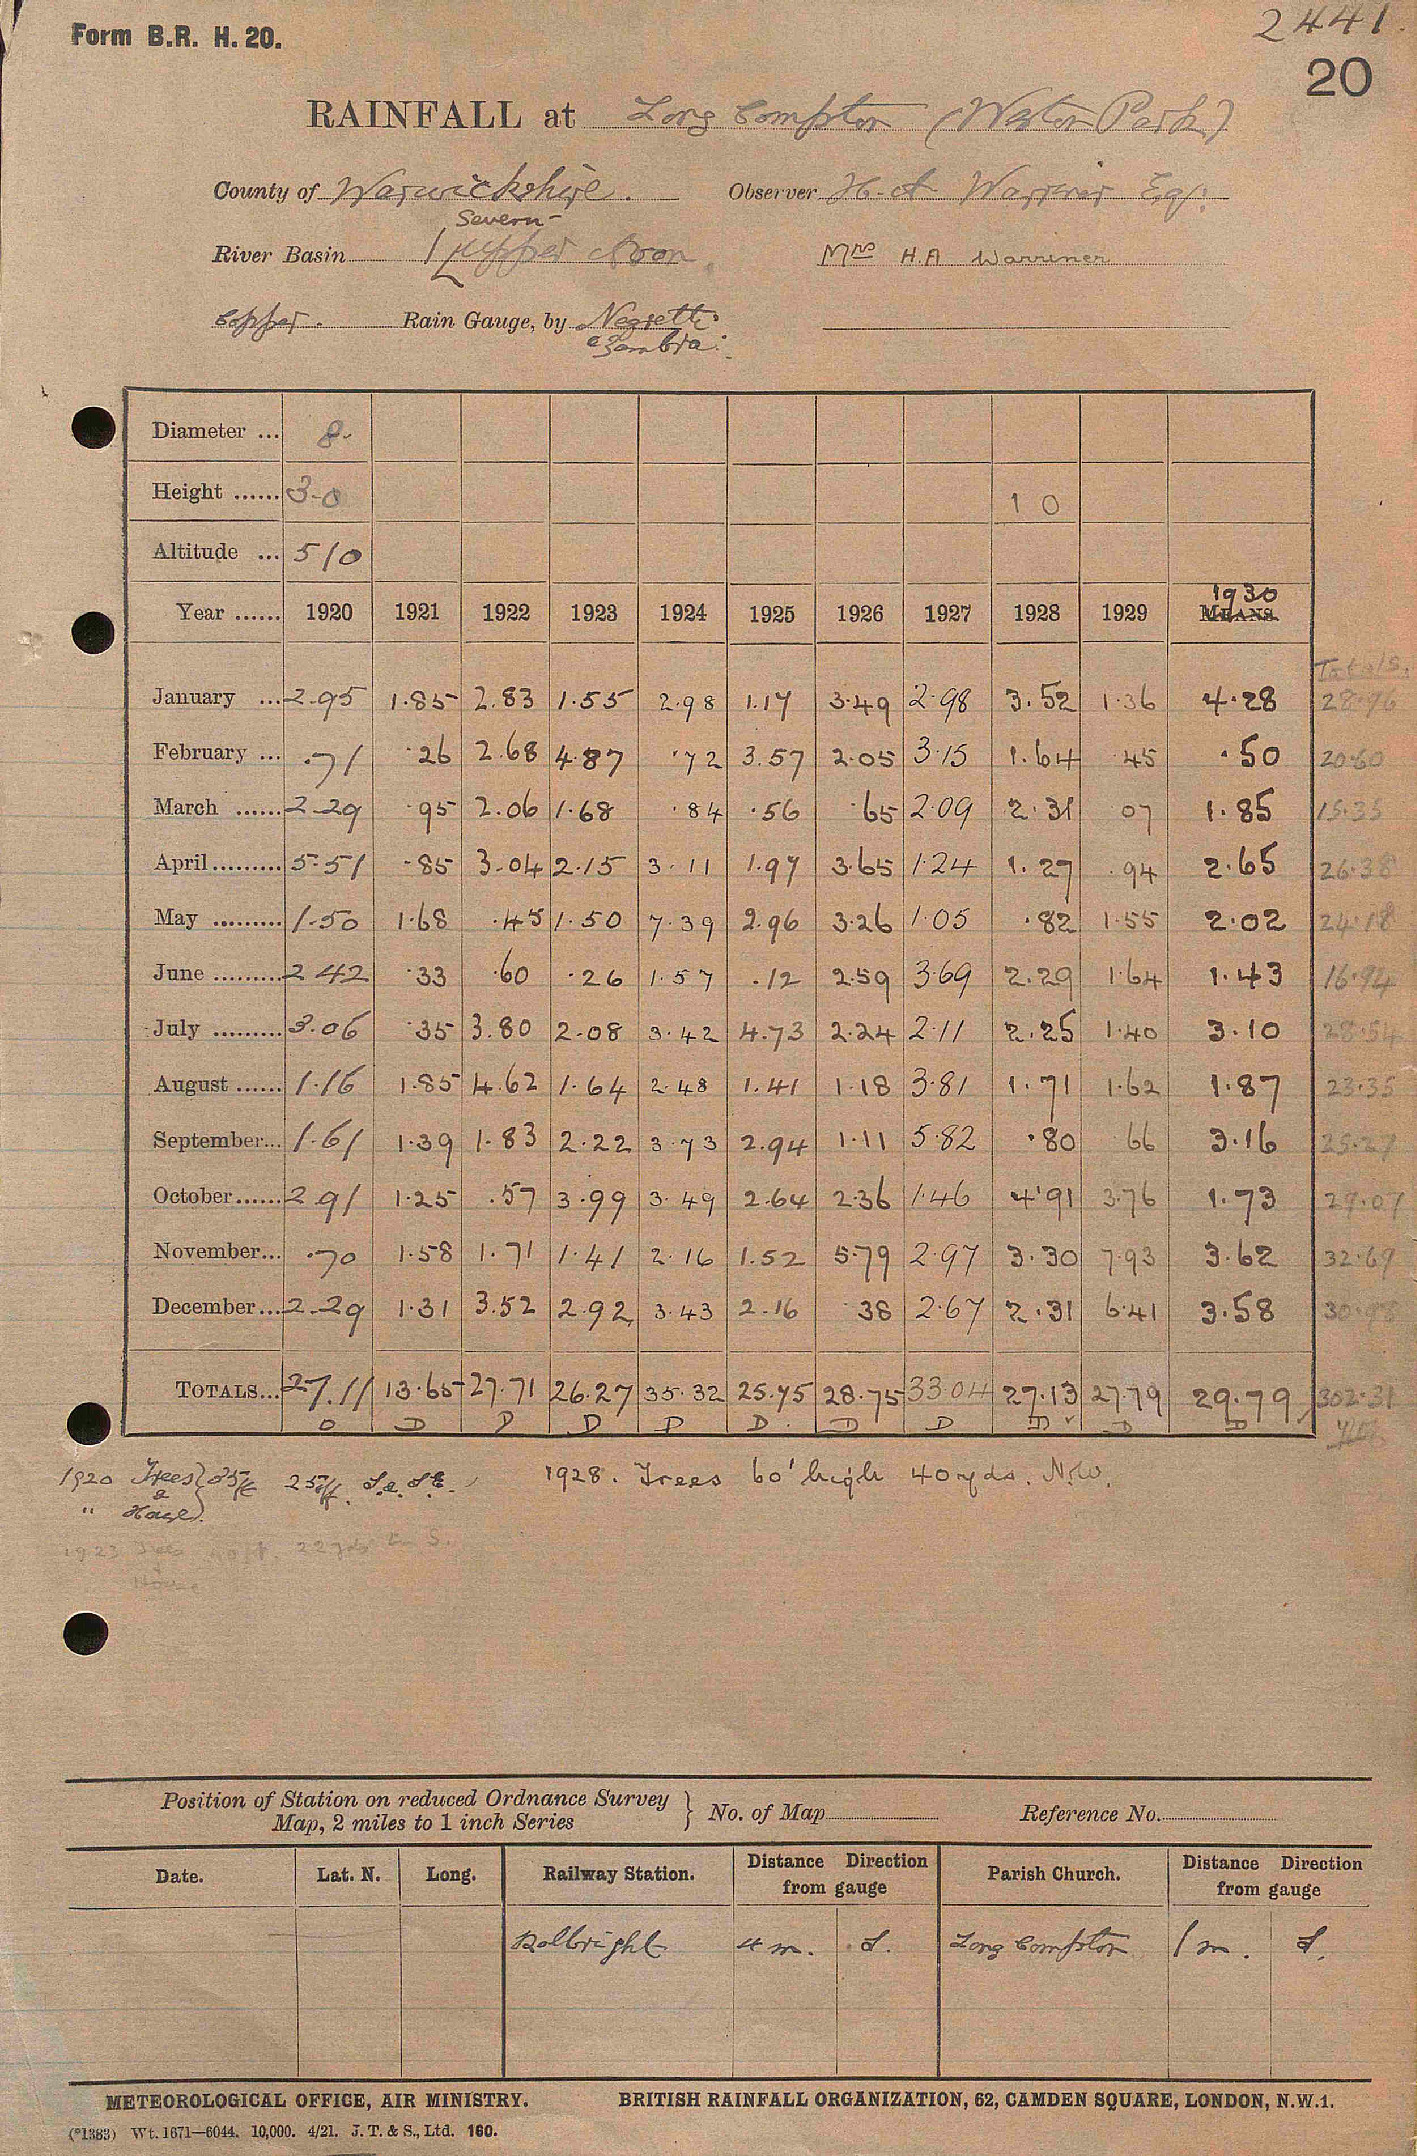 Form B.R. H. 20.
2441.
20
RAINFALL at Long Compton (Weston Park)
County of Warwickshire. Observer H. A Warriner Esq.
Severn-
River Basin Upper Avon Mrs H.A Warriner
Copper. Rain Gauge, by Negretti
& Zambra.
Diameter ... 8.
Height ...... 3-0 1 0
Altitude ... 510
1930
Year ...... 1920 1921 1922 1923 1924 1925 1926 1927 1928 1929 MEANS.
Totals.
January ... 2.95 1.85 2.83 1.55 2.98 1.17 3.49 2.98 3.52 1.36 4.28 28.96
February ... .71 .26 2.68 4.87 .72 3.57 2.05 3.15 1.64 .45 .50 20.60
March ...... 2.29 .95 2.06 1.68 .84 .56 .65 2.09 2.31 07 1.85 15.35
April ......... 5.51 .85 3.04 2.15 3.11 1.97 3.65 1.24 1.27 .94 2.65 26.38
May ......... 1.50 1.68 .45 1.50 7.39 2.96 3.26 1.05 .82 1.55 2.02 24.18
June ......... 2 42 .33 .60 .26 1.57 .12 2.59 3.69 2.29 1.64 1.43 16.94
July ......... 3.06 .35 3.80 2.08 3.42 4.73 2.24 2.11 2.25 1.40 3.10 28.54
August ...... 1.16 1.85 4.62 1.64 2.48 1.41 1.18 3.81 1.71 1.62 1.87 23.35
September... 1.61 1.39 1.83 2.22 3.73 2.94 1.11 5.82 .80 66 3.16 25.27
October ...... 2.91 1.25 .57 3.99 3.49 2.64 2.36 1.46 4.91 3.76 1.73 29.07
November... .70 1.58 1.71 1.41 2.16 1.52 5.79 2.97 3.30 7.93 3.62 32.69
December ... 2.29 1.31 3.52 2.92 3.43 2.16 .38 2.67 2.31 6.41 3.58 30.98
TOTALS... 27.11 13.65 27.71 26.27 35.32 25.75 28.75 33.04 27.13 27.79 29.79 302.31
D D D D D D D D D D
1920 Trees 25ft S.&S.E. 1928. Trees 60' high 40 yds. N.W.
" House
1923 Trees 40 ft. 22 yds S.
House
Position of Station on reduced Ordnance Survey
Map, 2 miles to 1 inch Series No. of Map Reference No.
Date. Lat. N. Long. Railway Station. Distance Direction from gauge Parish Church. Distance Direction from gauge
Rolbright 4 m. S. Long Compton 1 m. S.
METEOROLOGICAL OFFICE, AIR MINISTRY. BRITISH RAINFALL ORGANIZATION, 62, CAMDEN SQUARE, LONDON, N.W.1.
(*1383) Wt. 1671—6044. 10,000. 4/21. J. T. & S., Ltd. 160.